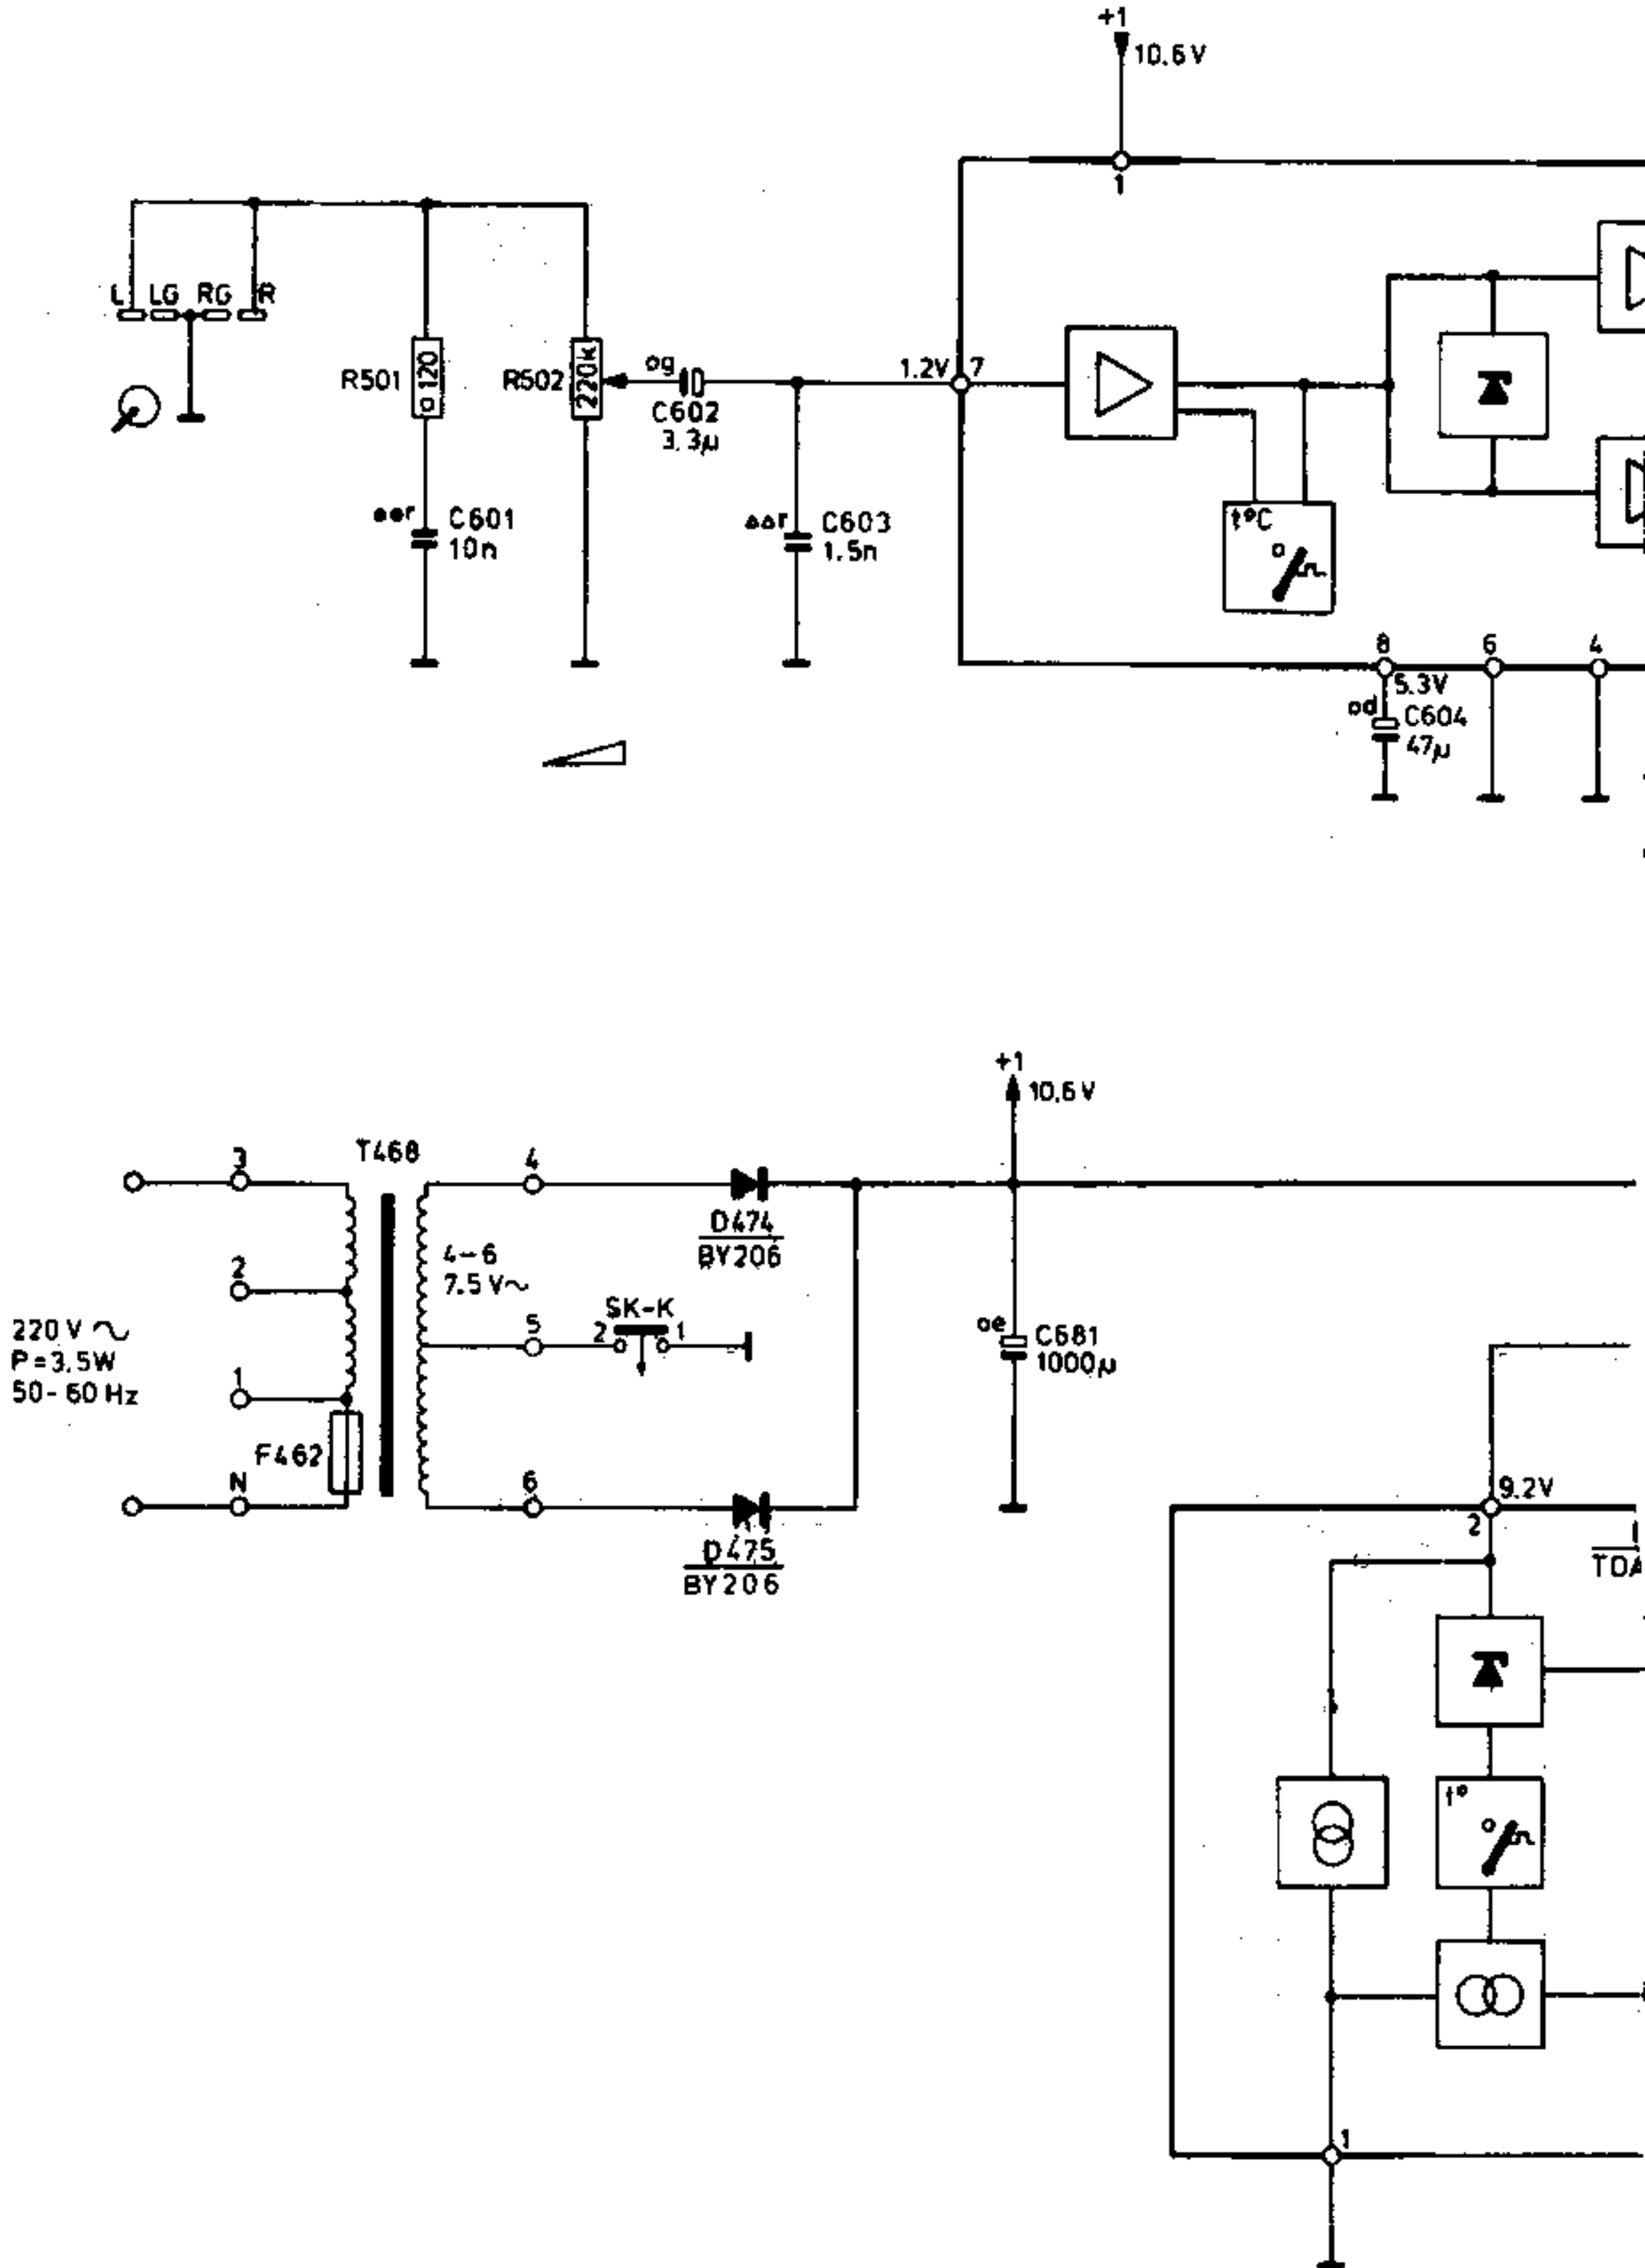 +1
10.6V
1
L LG RG R
R501
120
R502
220k
og
C602
3.3µ
1.2V
7
C601
10n
C603
1.5n
t°C
8
6
4
5.3V
od
C604
47µ
+1
10.6V
T468
3
4
D474
BY206
4-6
7.5V~
2
SK-K
5
2
1
oe
C681
1000µ
220V ~
P=3.5W
50-60Hz
1
F462
N
6
9.2V
2
D475
BY206
TDA
t°
1